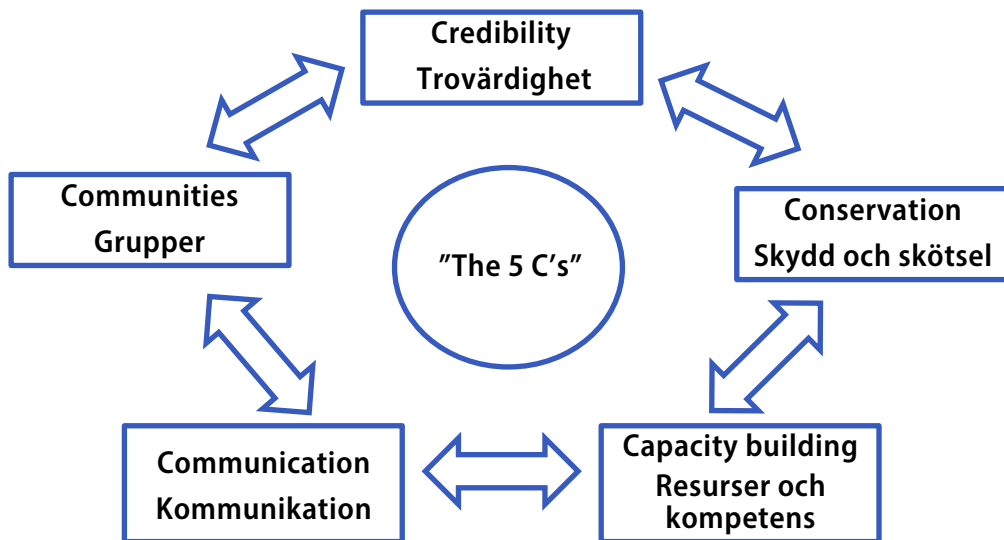 Credibility
Trovärdighet
Communities
Grupper
Conservation
Skydd och skötsel
”The 5 C’s”
Communication
Kommunikation
Capacity building
Resurser och
kompetens